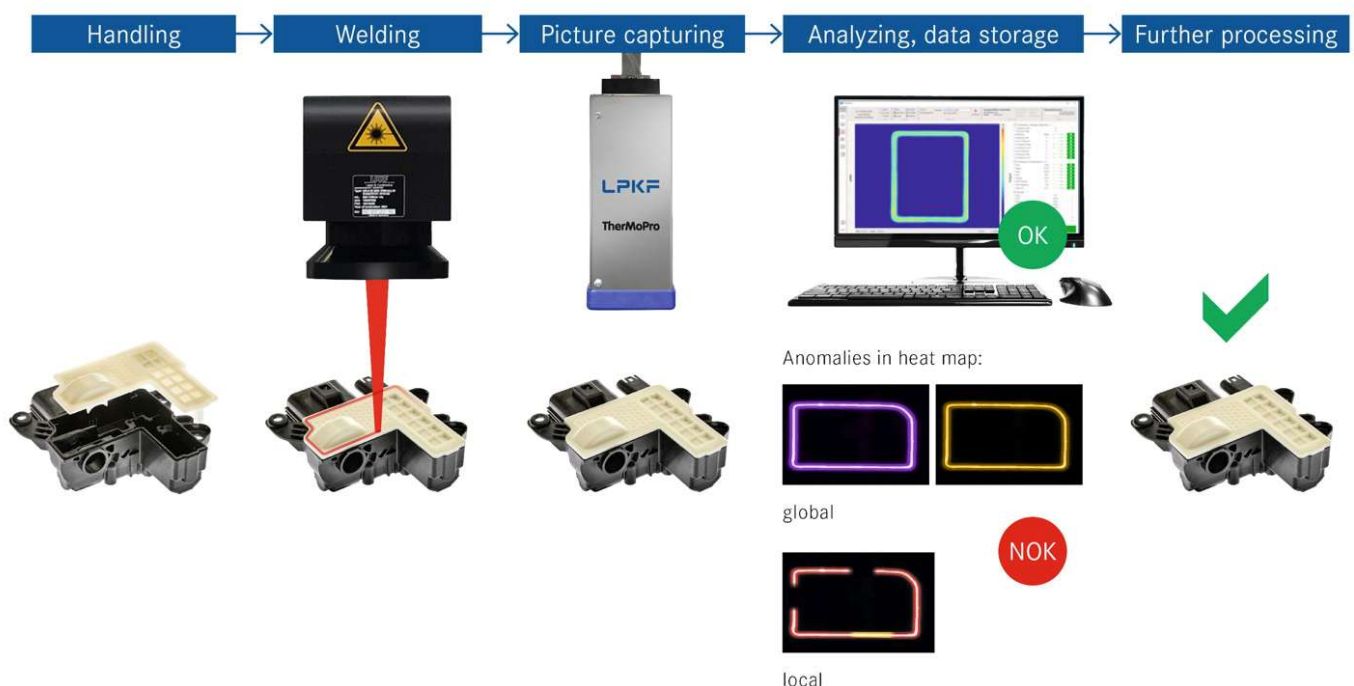 Handling
Welding
Picture capturing
Analyzing, data storage
Further processing
LPKF
TherMoPro
OK
Anomalies in heat map:
global
NOK
local